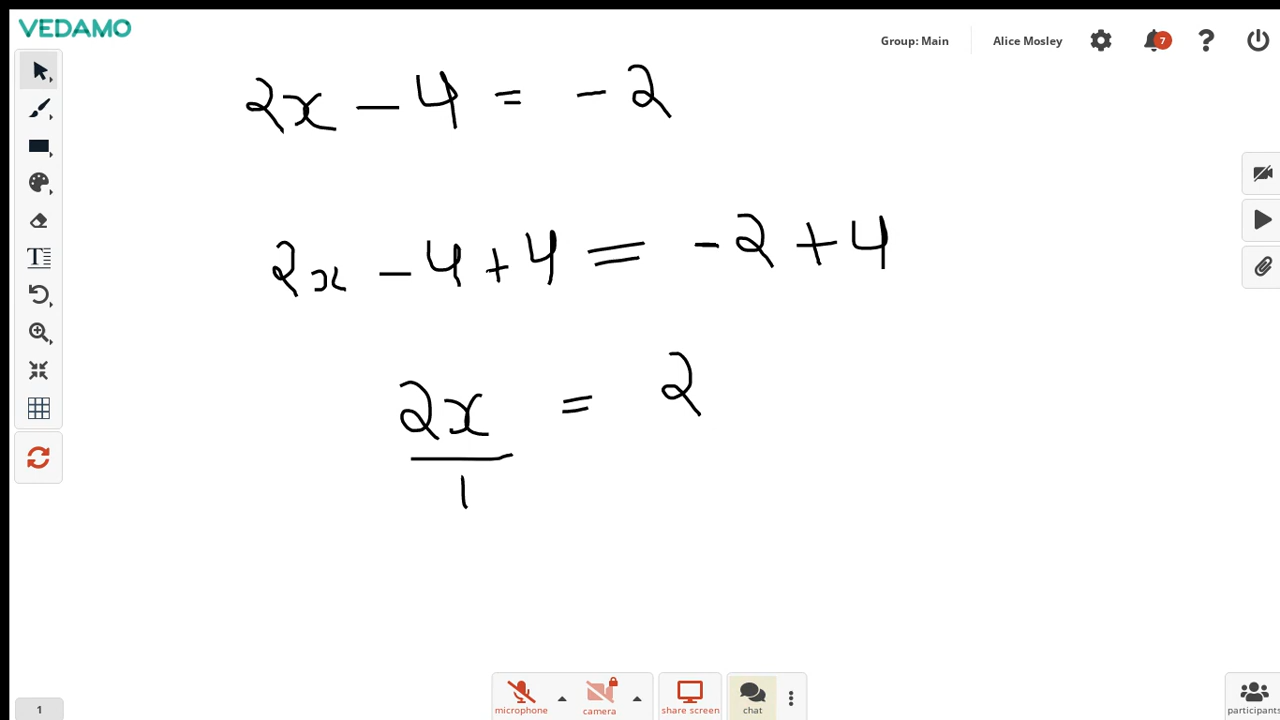 VEDAMO
Group: Main
Alice Mosley
7
2x - 4 = -2
2x - 4 + 4 = -2 + 4
2x = 2
1
1
microphone
camera
share screen
chat
participants